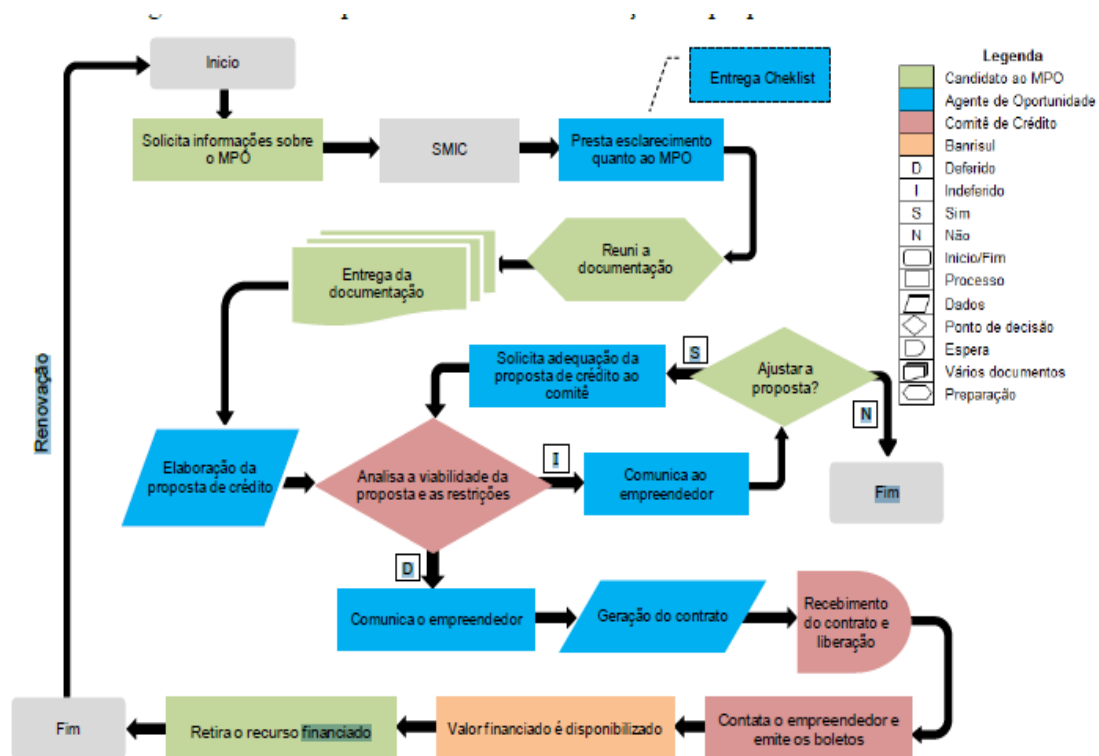 Inicio
Entrega Cheklist
Solicita informações sobre
o MPO
SMIC
Presta esclarecimento
quanto ao MPO
Reuni a
documentação
Entrega da
documentação
Solicita adequação da
proposta de crédito ao
comitê
S
Ajustar a
proposta?
N
Renovação
Elaboração da
proposta de crédito
Analisa a viabilidade da
proposta e as restrições
I
Comunica ao
empreendedor
Fim
D
Comunica o empreendedor
Geração do contrato
Recebimento
do contrato e
liberação
Fim
Retira o recurso financiado
Valor financiado é disponibilizado
Contata o empreendedor e
emite os boletos
Legenda
Candidato ao MPO
Agente de Oportunidade
Comitê de Crédito
Banrisul
D Deferido
I Indeferido
S Sim
N Não
Inicio/Fim
Processo
Dados
Ponto de decisão
Espera
Vários documentos
Preparação